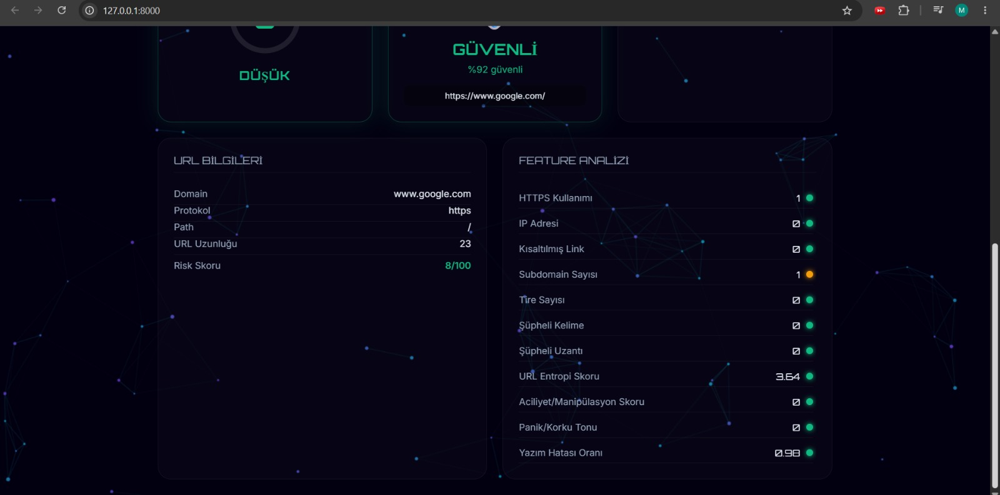 127.0.0.1:8000
M
DÜŞÜK
GÜVENLİ
%92 güvenli
https://www.google.com/
URL BİLGİLERİ
Domain www.google.com
Protokol https
Path /
URL Uzunluğu 23
Risk Skoru 8/100
FEATURE ANALİZİ
HTTPS Kullanımı 1
IP Adresi 0
Kısaltılmış Link 0
Subdomain Sayısı 1
Tire Sayısı 0
Şüpheli Kelime 0
Şüpheli Uzantı 0
URL Entropi Skoru 3.64
Aciliyet/Manipülasyon Skoru 0
Panik/Korku Tonu 0
Yazım Hatası Oranı 0.98